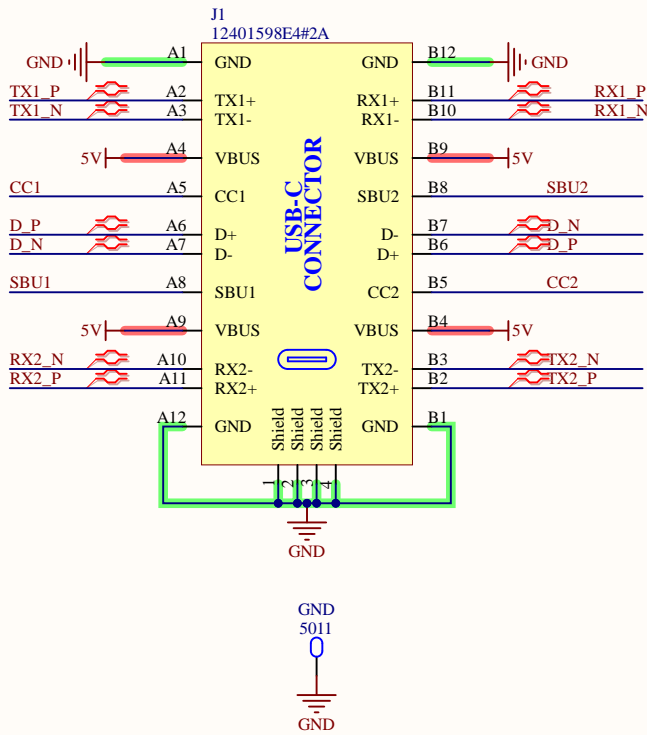 J1
12401598E4#2A
GND A1 GND GND B12 GND
TX1_P A2 TX1+ RX1+ B11 RX1_P
TX1_N A3 TX1- RX1- B10 RX1_N
5V A4 VBUS VBUS B9 5V
CC1 A5 CC1 SBU2 B8 SBU2
D_P A6 D+ D- B7 D_N
D_N A7 D- D+ B6 D_P
SBU1 A8 SBU1 CC2 B5 CC2
5V A9 VBUS VBUS B4 5V
RX2_N A10 RX2- TX2- B3 TX2_N
RX2_P A11 RX2+ TX2+ B2 TX2_P
A12 GND GND B1
USB-C
CONNECTOR
Shield Shield Shield Shield
1 2 3 4
GND
GND
5011
GND